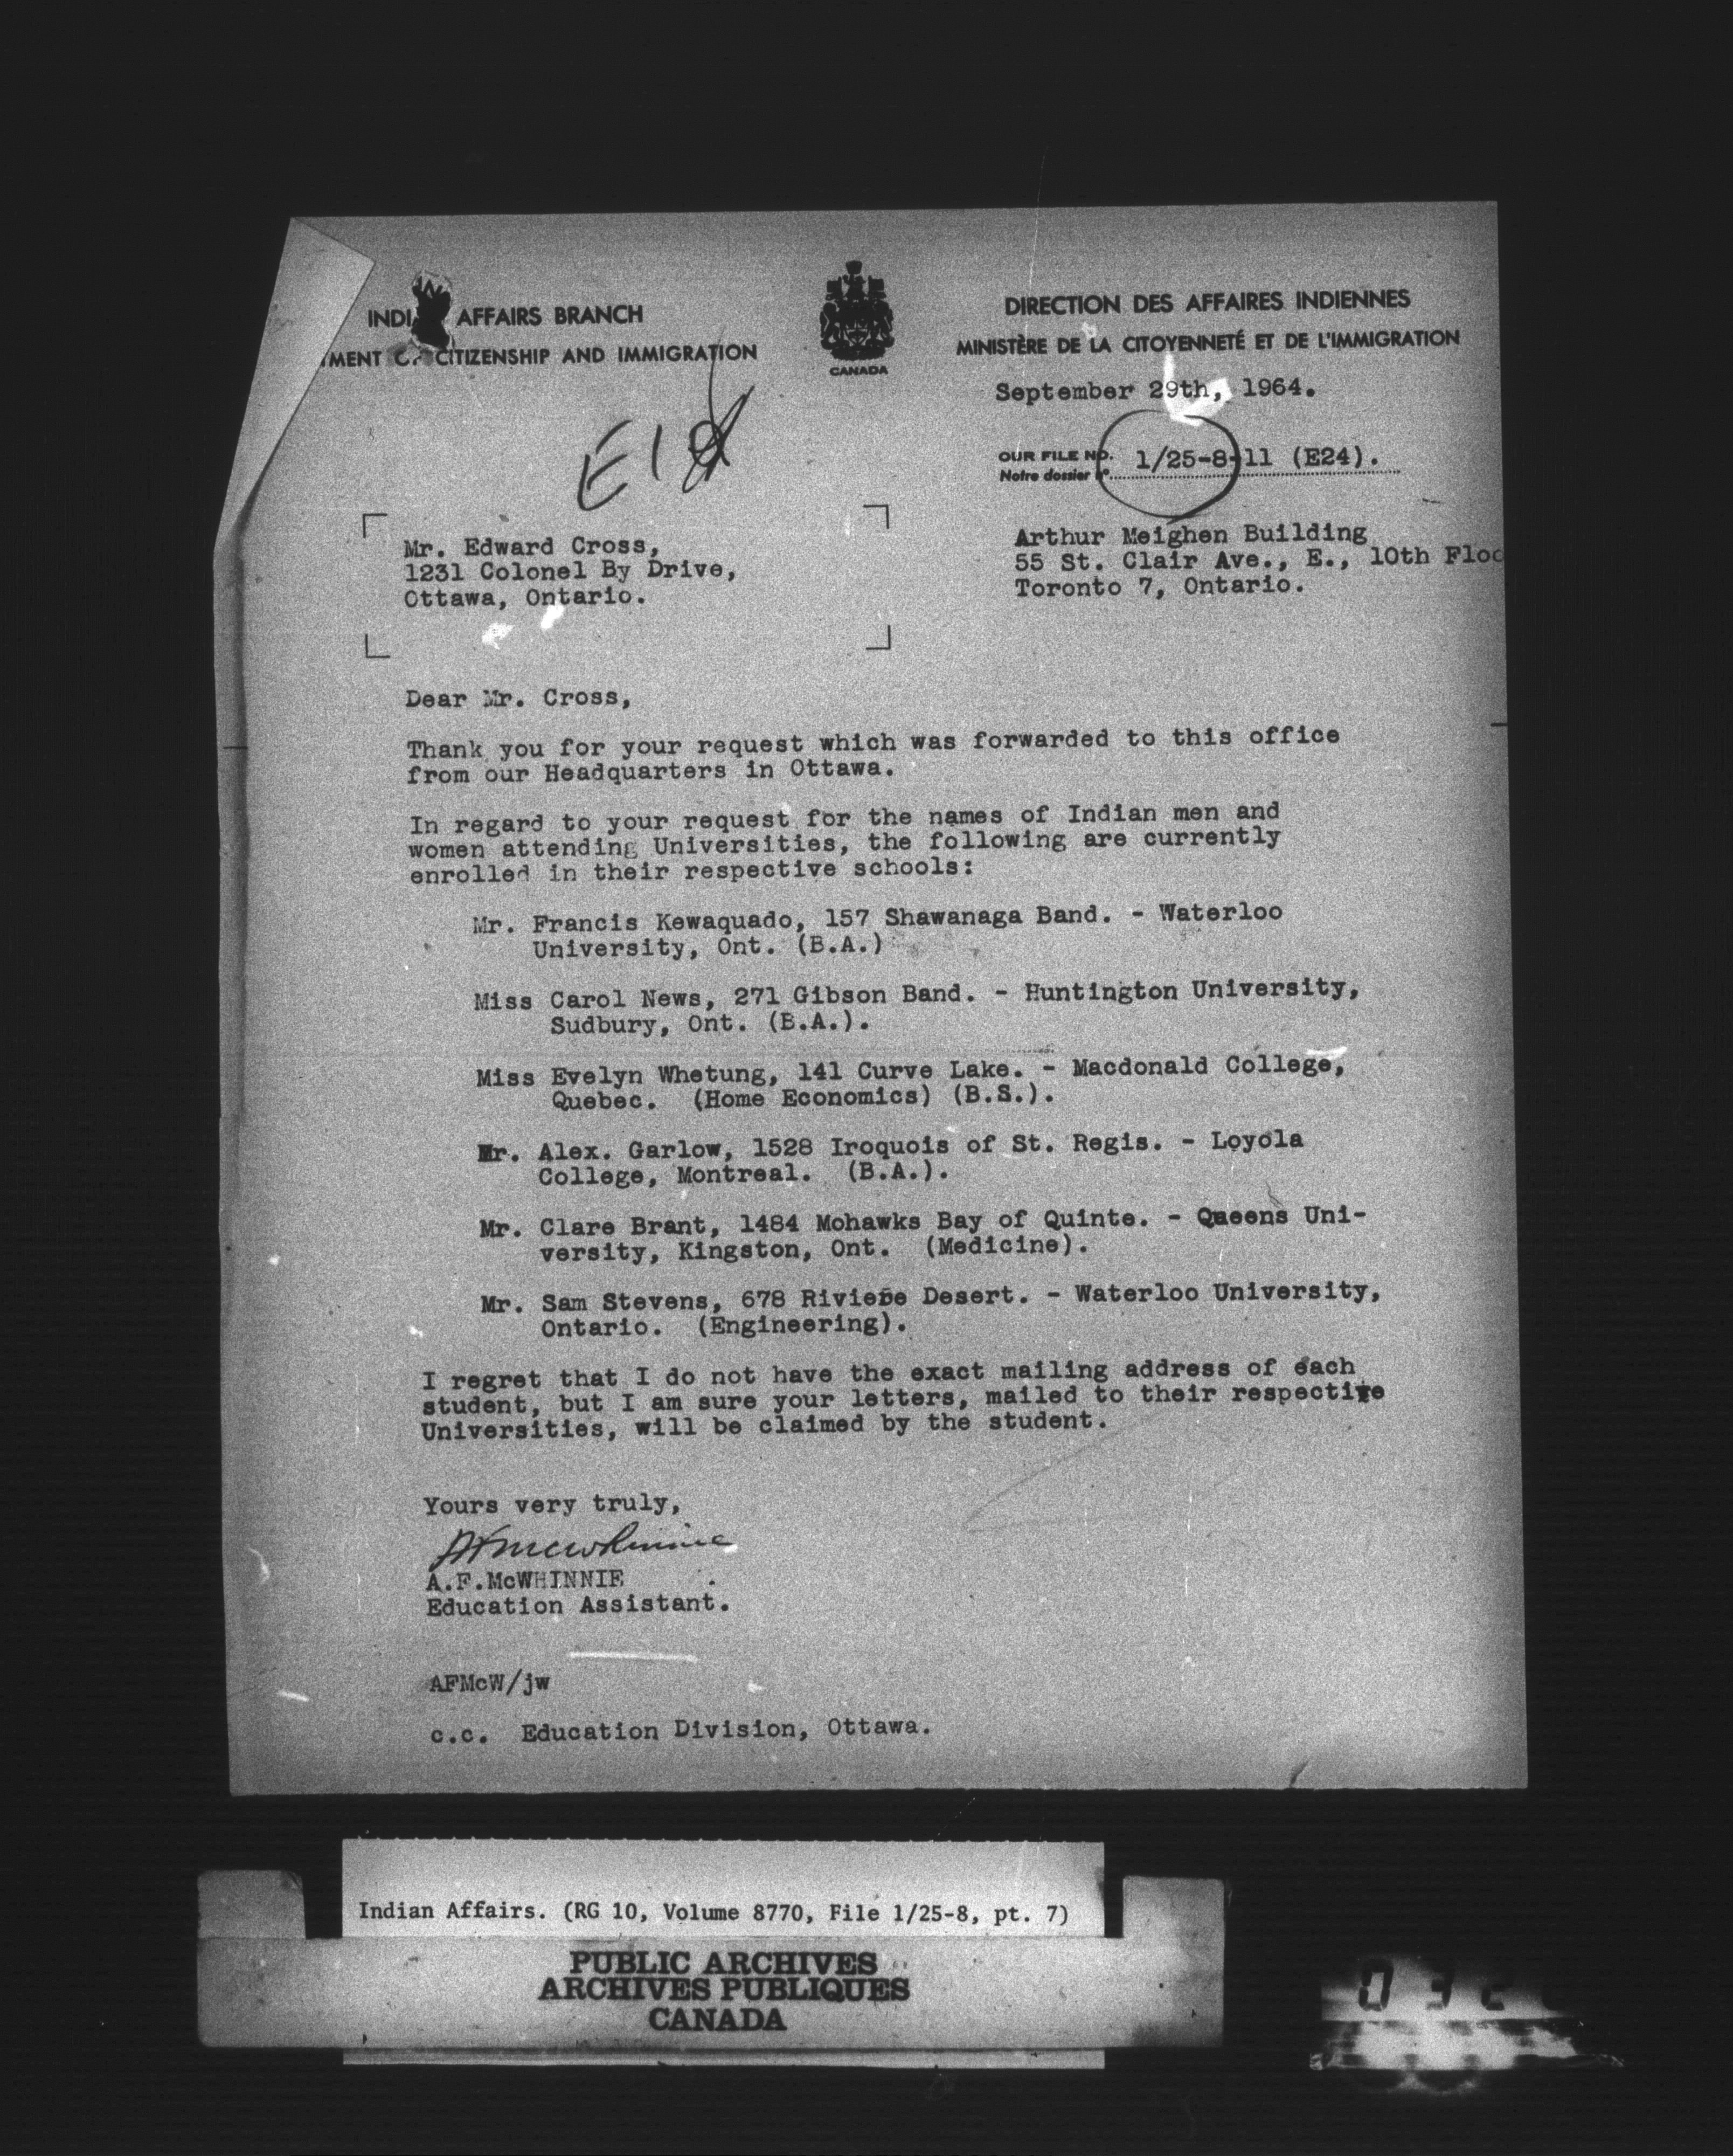 INDI AFFAIRS BRANCH
TMENT OF CITIZENSHIP AND IMMIGRATION
CANADA
DIRECTION DES AFFAIRES INDIENNES
MINISTÈRE DE LA CITOYENNETÉ ET DE L'IMMIGRATION
September 29th, 1964.
OUR FILE NO. 1/25-8-11 (E24).
Notre dossier nº
Mr. Edward Cross,
1231 Colonel By Drive,
Ottawa, Ontario.
Arthur Meighen Building
55 St. Clair Ave., E., 10th Floo
Toronto 7, Ontario.
Dear Mr. Cross,
Thank you for your request which was forwarded to this office
from our Headquarters in Ottawa.
In regard to your request for the names of Indian men and
women attending Universities, the following are currently
enrolled in their respective schools:
Mr. Francis Kewaquado, 157 Shawanaga Band. - Waterloo
University, Ont. (B.A.)
Miss Carol News, 271 Gibson Band. - Huntington University,
Sudbury, Ont. (B.A.).
Miss Evelyn Whetung, 141 Curve Lake. - Macdonald College,
Quebec. (Home Economics) (B.S.).
Mr. Alex. Garlow, 1528 Iroquois of St. Regis. - Loyola
College, Montreal. (B.A.).
Mr. Clare Brant, 1484 Mohawks Bay of Quinte. - Queens Uni-
versity, Kingston, Ont. (Medicine).
Mr. Sam Stevens, 678 Riviere Desert. - Waterloo University,
Ontario. (Engineering).
I regret that I do not have the exact mailing address of each
student, but I am sure your letters, mailed to their respective
Universities, will be claimed by the student.
Yours very truly,
AFMcWhinnie
A.F.McWHINNIE
Education Assistant.
AFMcW/jw
c.c. Education Division, Ottawa.
Indian Affairs. (RG 10, Volume 8770, File 1/25-8, pt. 7)
PUBLIC ARCHIVES
ARCHIVES PUBLIQUES
CANADA
032